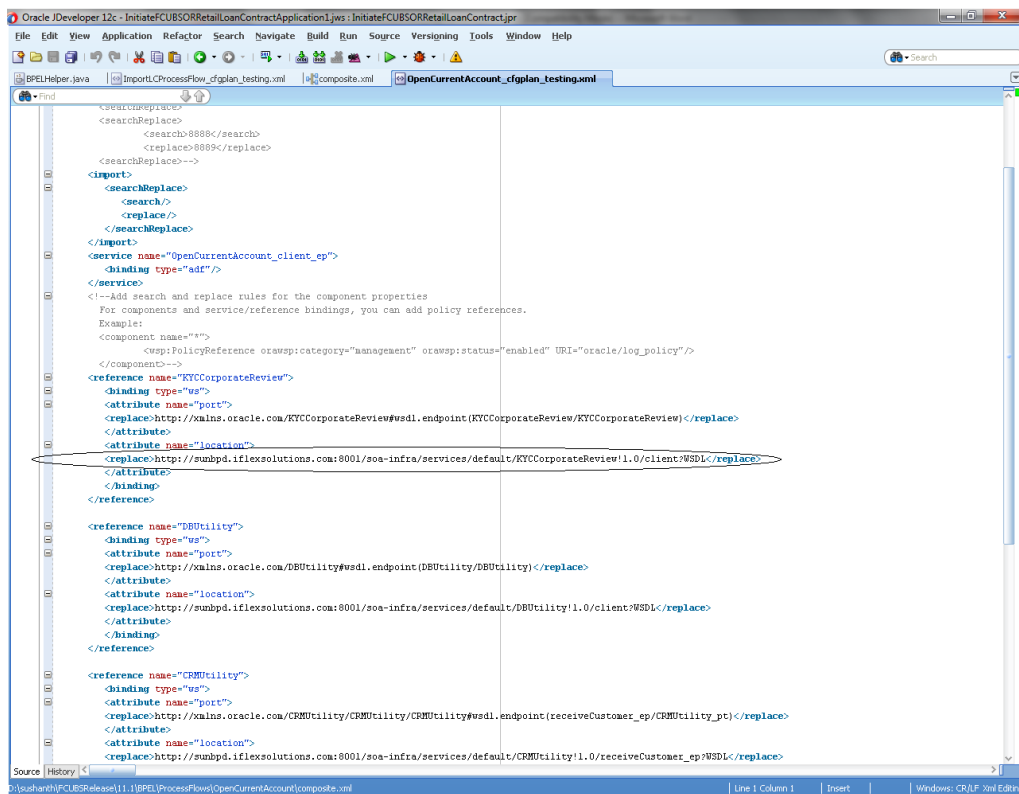 Oracle JDeveloper 12c - InitiateFCUBSORRetailLoanContractApplication1.jws : InitiateFCUBSORRetailLoanContract.jpr
File Edit View Application Refactor Search Navigate Build Run Source Versioning Tools Window Help
Search
BPELHelper.java ImportLCProcessFlow_cfgplan_testing.xml composite.xml OpenCurrentAccount_cfgplan_testing.xml
Find
<searchReplace>
<searchReplace>
<search>8888</search>
<replace>8889</replace>
<searchReplace>-->
<import>
<searchReplace>
<search/>
<replace/>
</searchReplace>
</import>
<service name="OpenCurrentAccount_client_ep">
<binding type="adf"/>
</service>
<!--Add search and replace rules for the component properties
For components and service/reference bindings, you can add policy references.
Example:
<component name="*">
<wsp:PolicyReference orawsp:category="management" orawsp:status="enabled" URI="oracle/log_policy"/>
</component>-->
<reference name="KYCCorporateReview">
<binding type="ws">
<attribute name="port">
<replace>http://xmlns.oracle.com/KYCCorporateReview#wsdl.endpoint(KYCCorporateReview/KYCCorporateReview)</replace>
</attribute>
<attribute name="location">
<replace>http://sunbpd.iflexsolutions.com:8001/soa-infra/services/default/KYCCorporateReview!1.0/client?WSDL</replace>
</attribute>
</binding>
</reference>
<reference name="DBUtility">
<binding type="ws">
<attribute name="port">
<replace>http://xmlns.oracle.com/DBUtility#wsdl.endpoint(DBUtility/DBUtility)</replace>
</attribute>
<attribute name="location">
<replace>http://sunbpd.iflexsolutions.com:8001/soa-infra/services/default/DBUtility!1.0/client?WSDL</replace>
</attribute>
</binding>
</reference>
<reference name="CRMUtility">
<binding type="ws">
<attribute name="port">
<replace>http://xmlns.oracle.com/CRMUtility/CRMUtility/CRMUtility#wsdl.endpoint(receiveCustomer_ep/CRMUtility_pt)</replace>
</attribute>
<attribute name="location">
<replace>http://sunbpd.iflexsolutions.com:8001/soa-infra/services/default/CRMUtility!1.0/receiveCustomer_ep?WSDL</replace>
Source History
D:\sushanth\FCUBSRelease\11.1\BPEL\ProcessFlows\OpenCurrentAccount\composite.xml Line 1 Column 1 Insert Windows: CR/LF Xml Editin